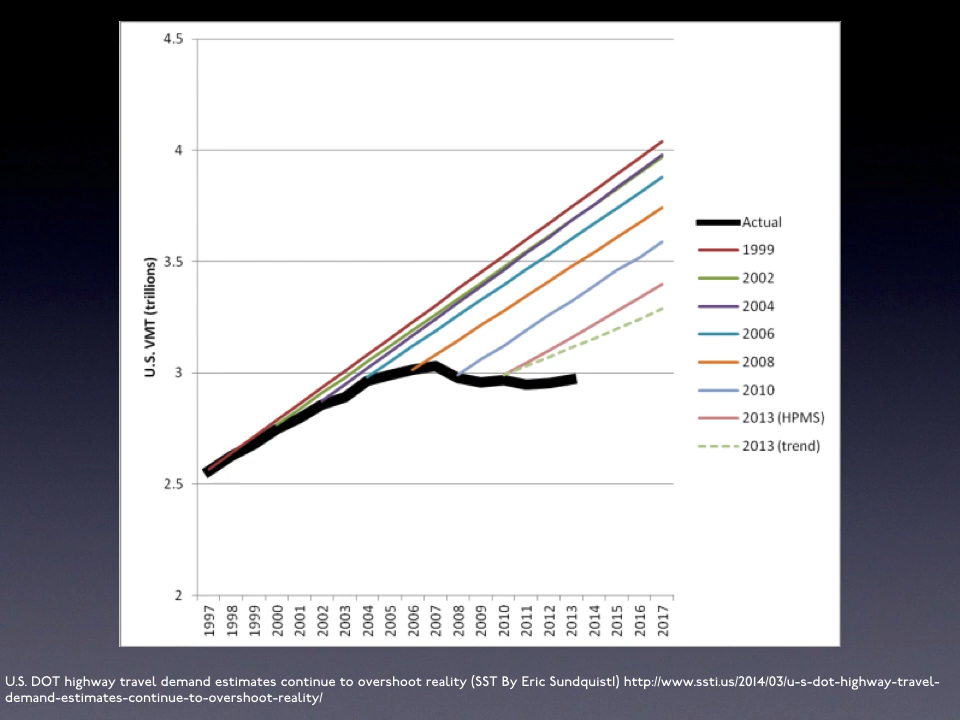 4.5
4
3.5
3
2.5
2
U.S. VMT (trillions)
1997 1998 1999 2000 2001 2002 2003 2004 2005 2006 2007 2008 2009 2010 2011 2012 2013 2014 2015 2016 2017
Actual
1999
2002
2004
2006
2008
2010
2013 (HPMS)
2013 (trend)
U.S. DOT highway travel demand estimates continue to overshoot reality (SST By Eric Sundquistl) http://www.ssti.us/2014/03/u-s-dot-highway-travel-
demand-estimates-continue-to-overshoot-reality/